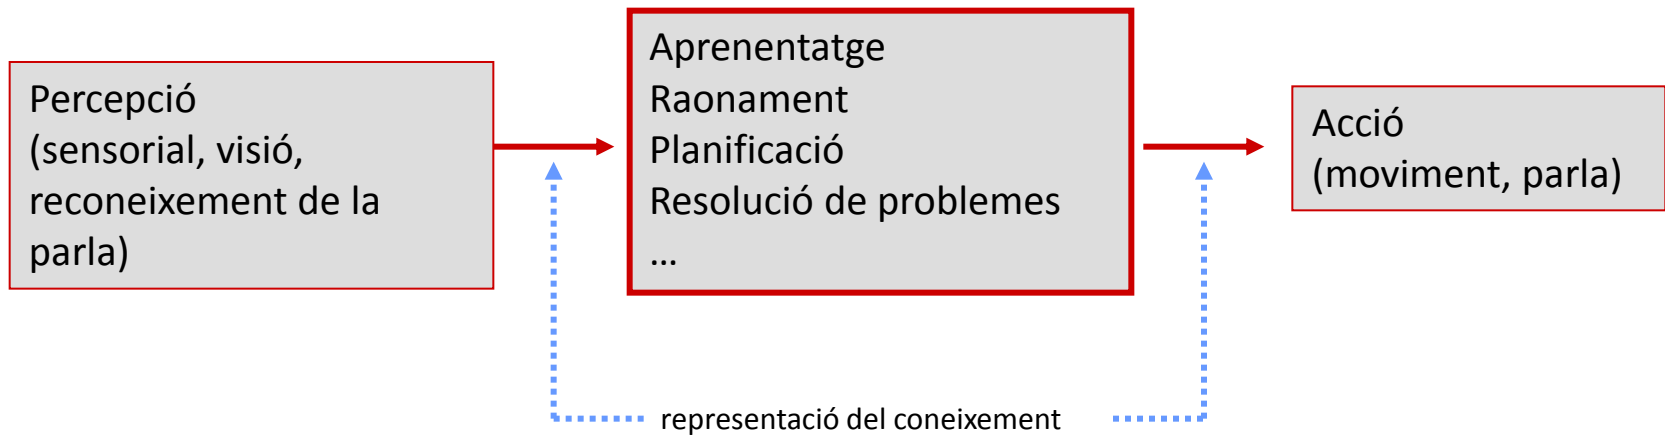 Percepció
(sensorial, visió,
reconeixement de la
parla)
Aprenentatge
Raonament
Planificació
Resolució de problemes
...
Acció
(moviment, parla)
representació del coneixement